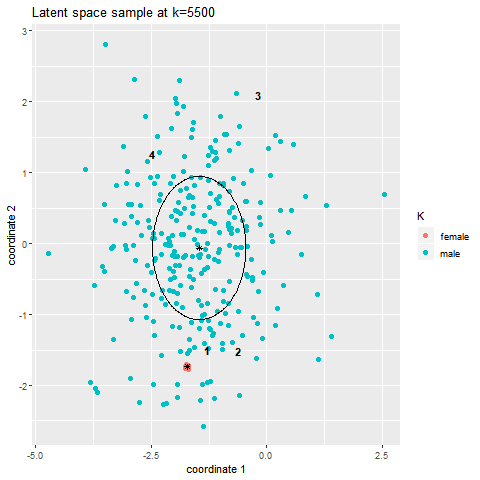 Latent space sample at k=5500
3
2
1
0
-1
-2
coordinate 2
3
4
1
2
-5.0
-2.5
0.0
2.5
coordinate 1
K
female
male